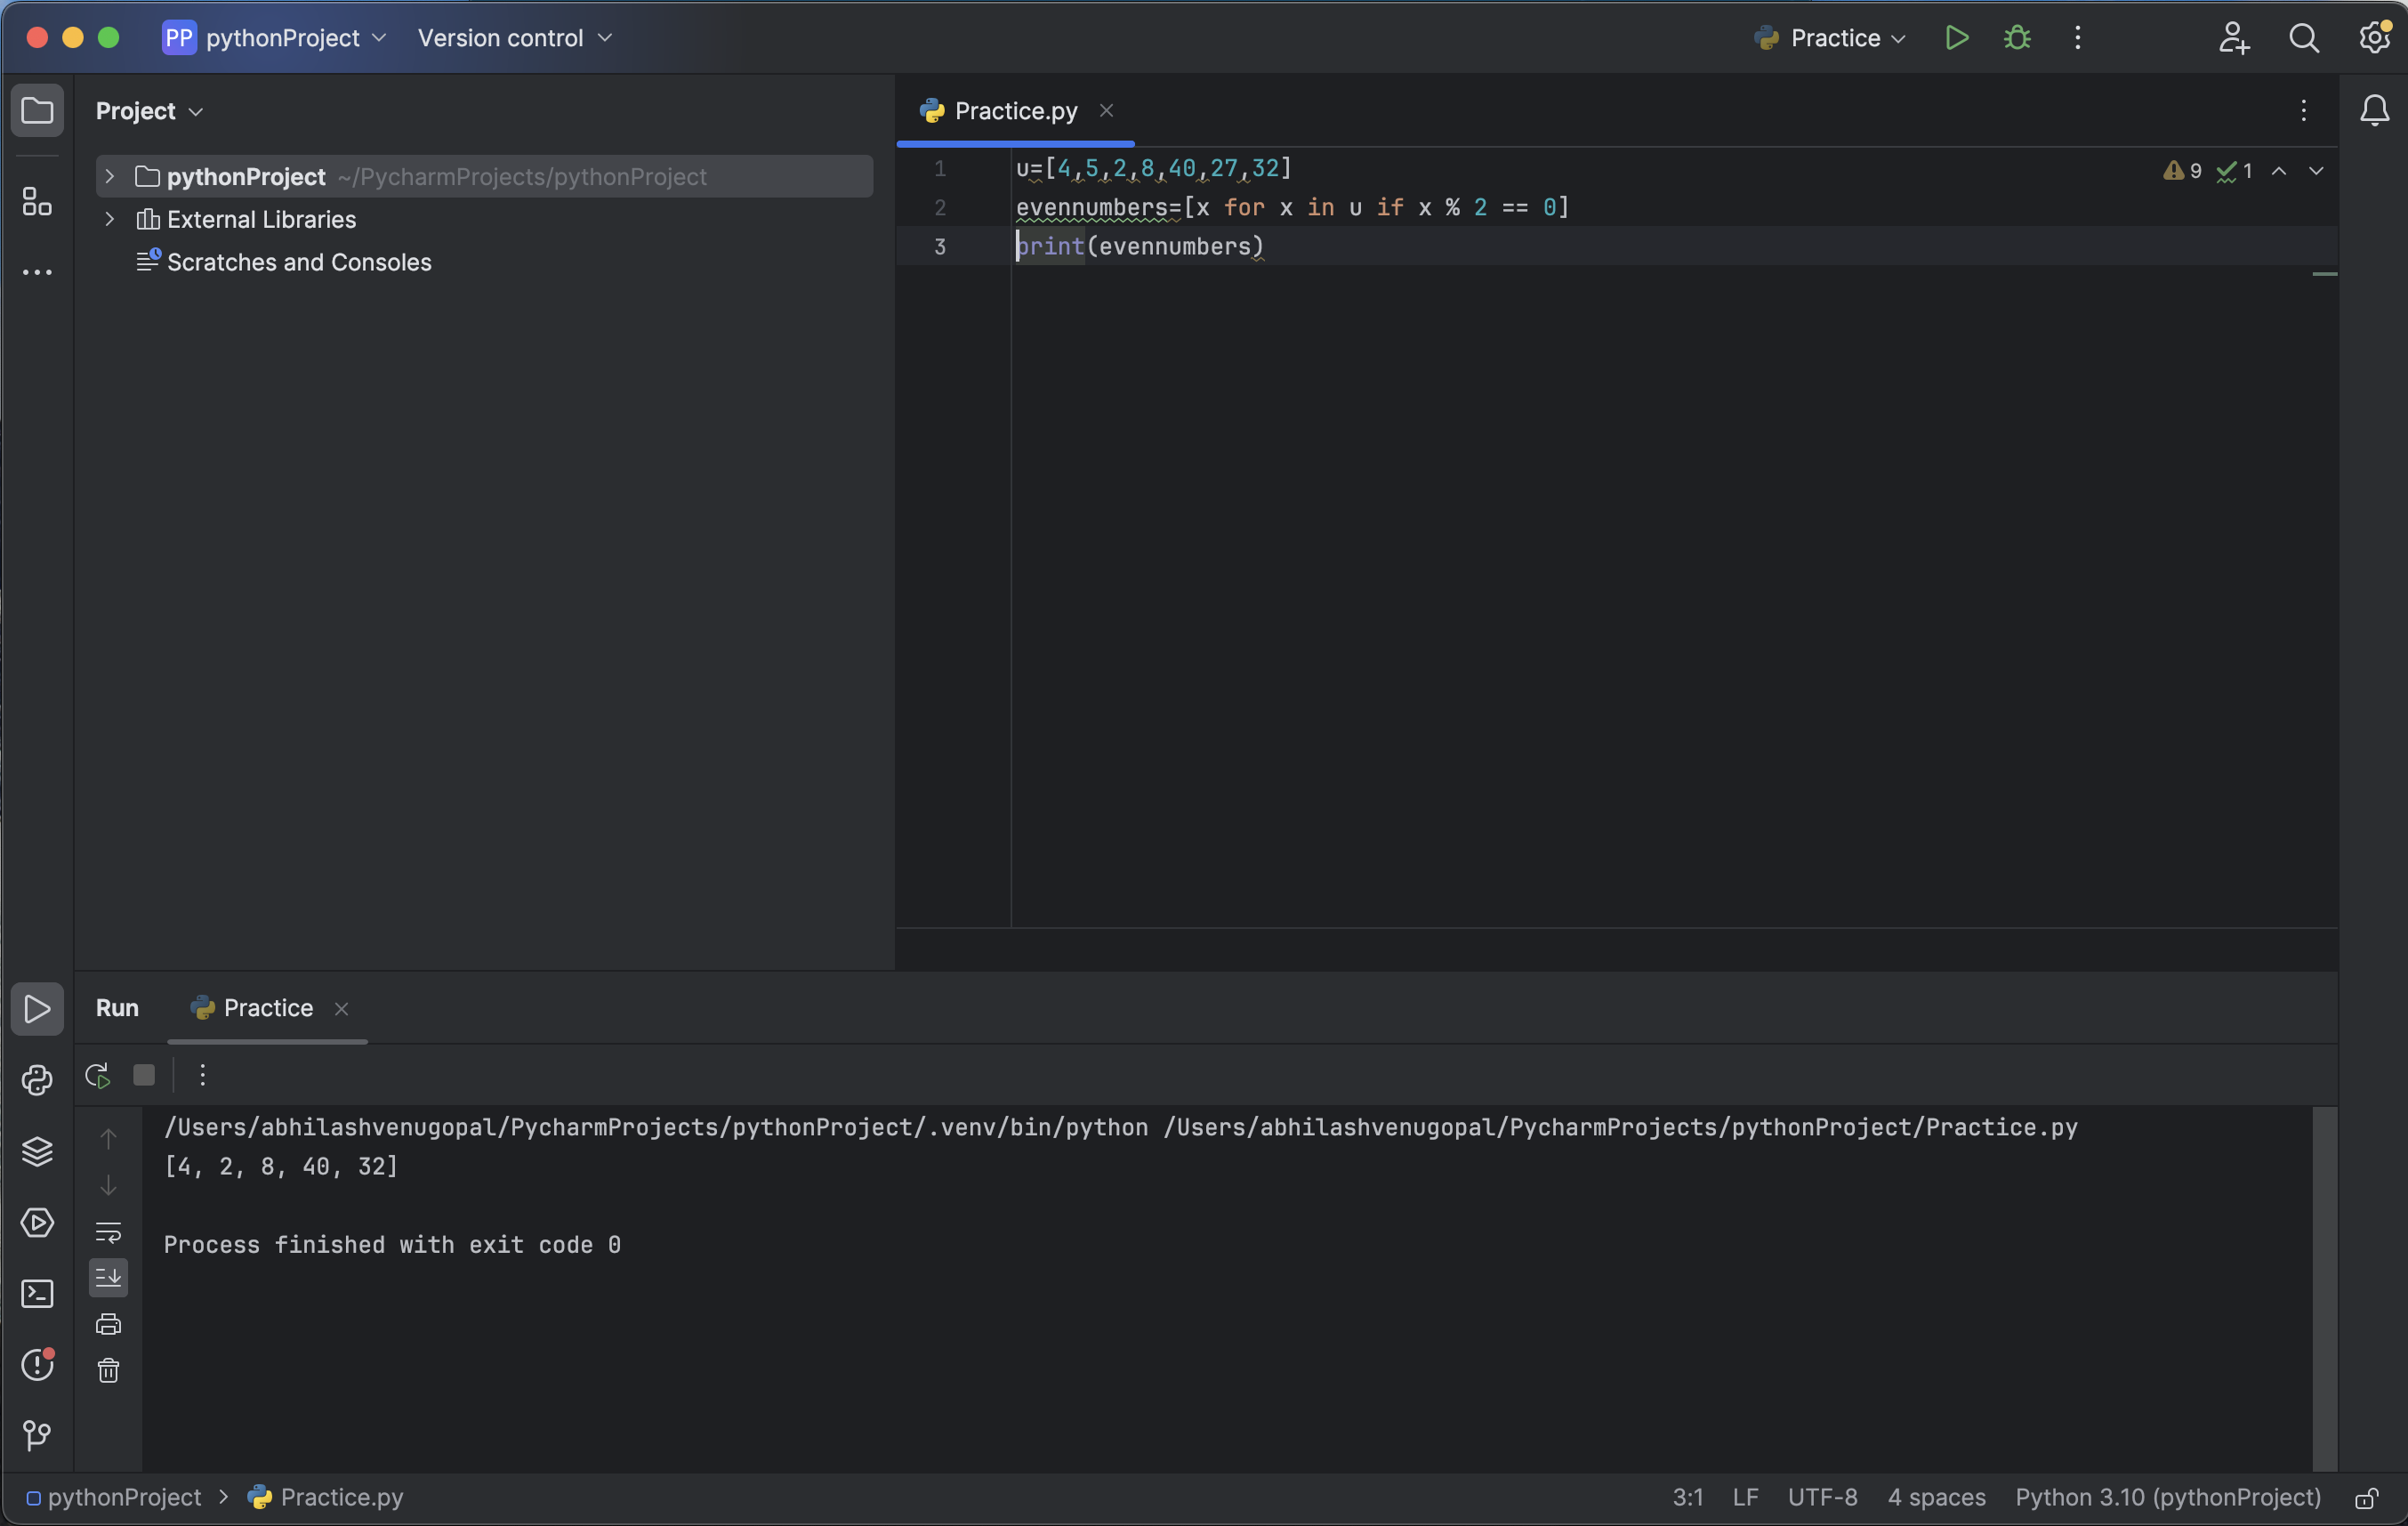 PP pythonProject Version control Practice
Project
Practice.py
pythonProject ~/PycharmProjects/pythonProject
External Libraries
Scratches and Consoles
1 u=[4,5,2,8,40,27,32]
9 1
2 evennumbers=[x for x in u if x % 2 == 0]
3 print(evennumbers)
Run Practice
/Users/abhilashvenugopal/PycharmProjects/pythonProject/.venv/bin/python /Users/abhilashvenugopal/PycharmProjects/pythonProject/Practice.py
[4, 2, 8, 40, 32]
Process finished with exit code 0
pythonProject > Practice.py 3:1 LF UTF-8 4 spaces Python 3.10 (pythonProject)